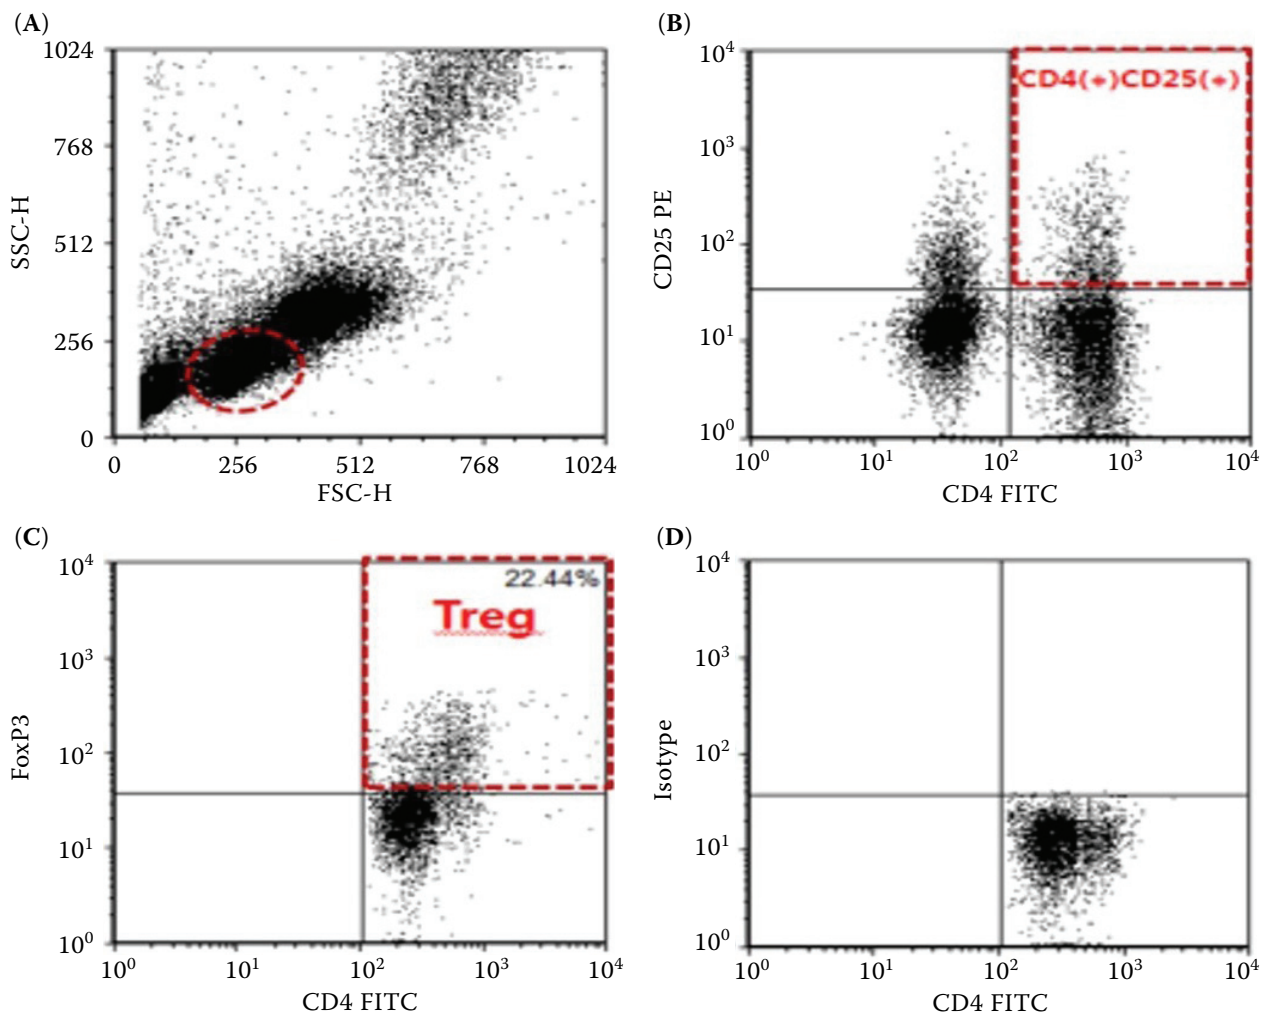 (A)
1024
768
512
256
0
SSC-H
0 256 512 768 1024
FSC-H
(B)
10⁴
10³
10²
10¹
10⁰
CD25 PE
CD4(+)CD25(+)
10⁰ 10¹ 10² 10³ 10⁴
CD4 FITC
(C)
10⁴
10³
10²
10¹
10⁰
FoxP3
22.44%
Treg
10⁰ 10¹ 10² 10³ 10⁴
CD4 FITC
(D)
10⁴
10³
10²
10¹
10⁰
Isotype
10⁰ 10¹ 10² 10³ 10⁴
CD4 FITC